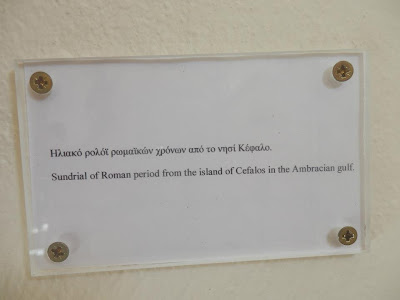 Ηλιακό ρολόϊ ρωμαϊκών χρόνων από το νησί Κέφαλο.
Sundrial of Roman period from the island of Cefalos in the Ambracian gulf.